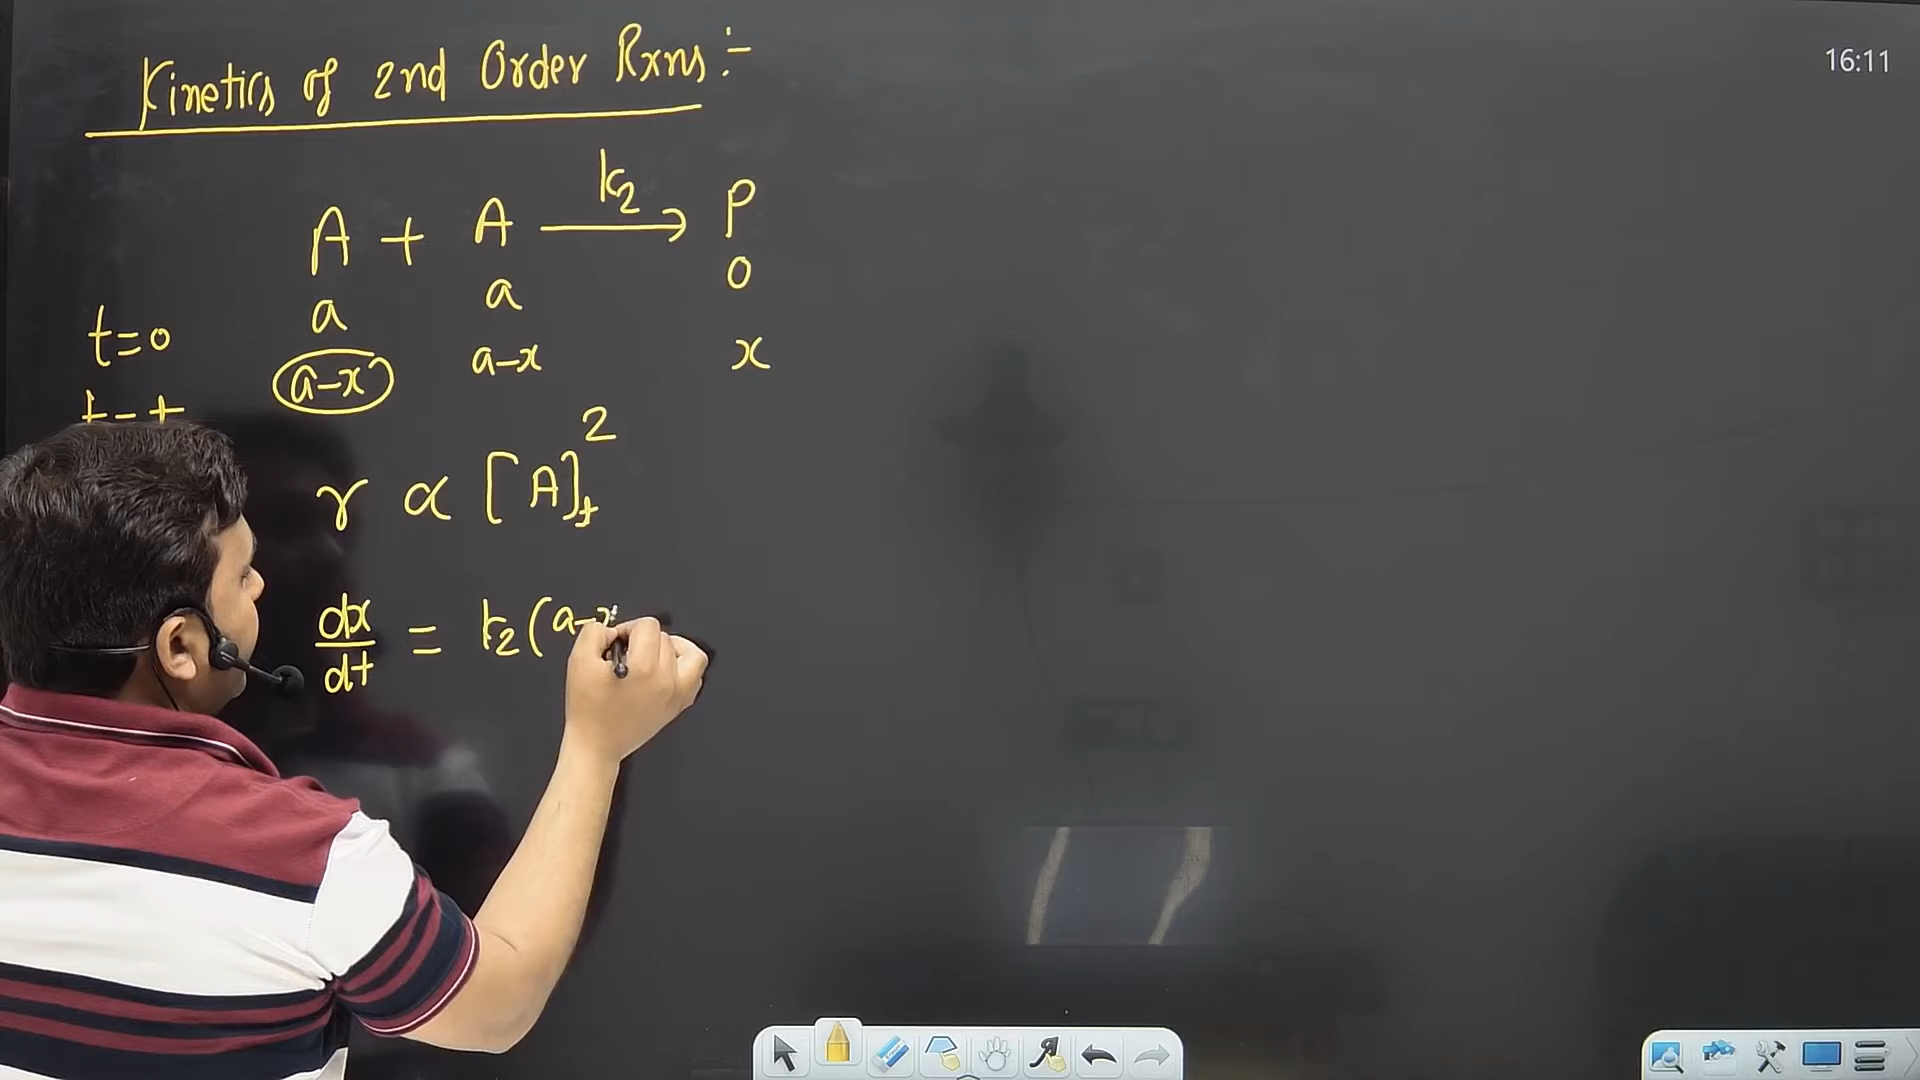 Kinetics of 2nd Order Rxns :-
16:11
A + A k2 → P
t=0 a a 0
t=t a-x a-x x
r ∝ [A]t^2
dx/dt = k2(a-x